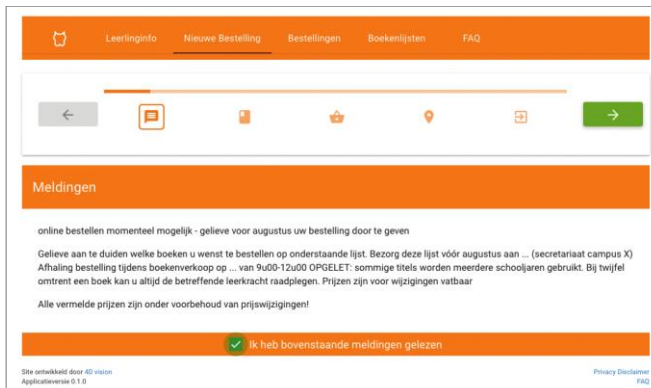 Leerlinginfo Nieuwe Bestelling Bestellingen Boekenlijsten FAQ
Meldingen
online bestellen momenteel mogelijk - gelieve voor augustus uw bestelling door te geven
Gelieve aan te duiden welke boeken u wenst te bestellen op onderstaande lijst. Bezorg deze lijst vóór augustus aan ... (secretariaat campus X)
Afhaling bestelling tijdens boekenverkoop op ... van 9u00-12u00 OPGELET: sommige titels worden meerdere schooljaren gebruikt. Bij twijfel
omtrent een boek kan u altijd de betreffende leerkracht raadplegen. Prijzen zijn voor wijzigingen vatbaar
Alle vermelde prijzen zijn onder voorbehoud van prijswijzigingen!
Ik heb bovenstaande meldingen gelezen
Site ontwikkeld door 4D vision Privacy Disclaimer
Applicatieversie 0.1.0 FAQ